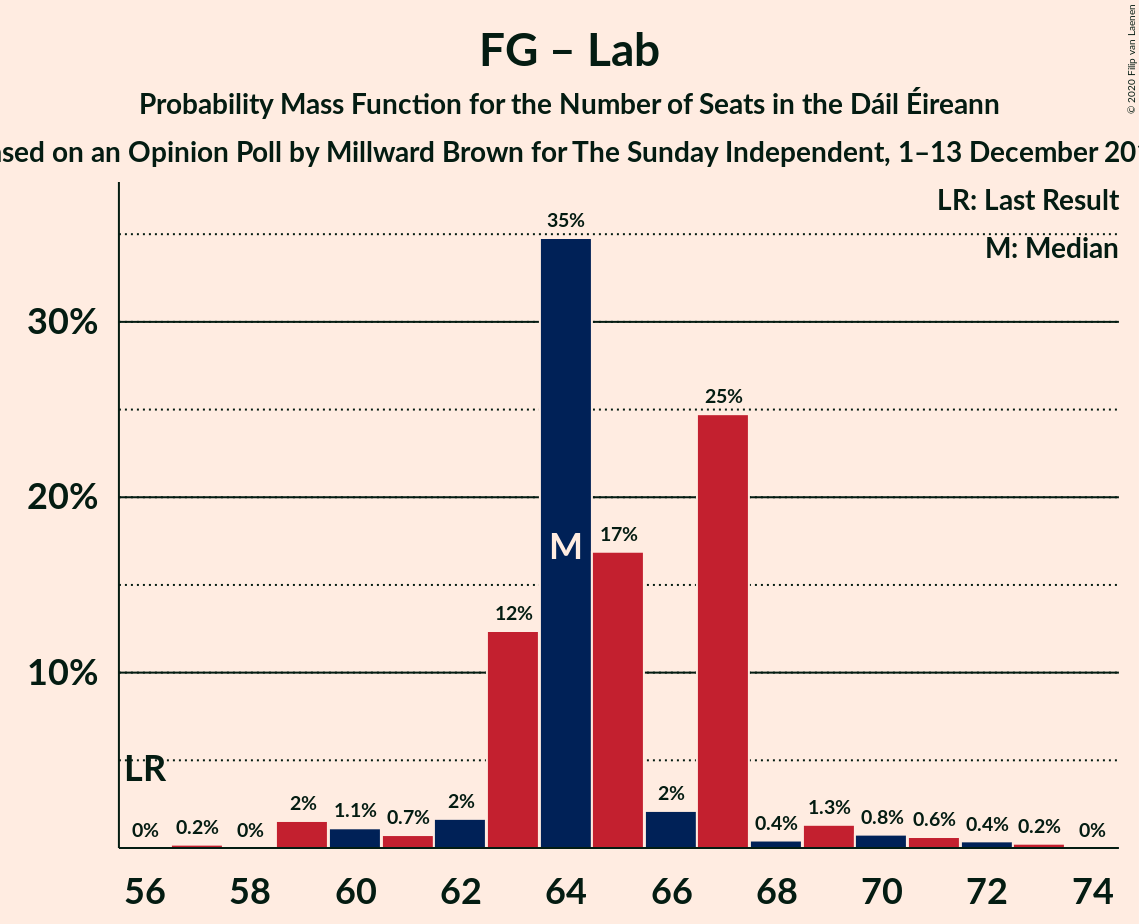 FG – Lab
Probability Mass Function for the Number of Seats in the Dáil Éireann
on an Opinion Poll by Millward Brown for The Sunday Independent, 1–13 December
© 2020 Filip van Laenen
LR: Last Result
M: Median
30%
20%
10%
LR
M
0%
0.2%
0%
2%
1.1%
0.7%
2%
12%
35%
17%
2%
25%
0.4%
1.3%
0.8%
0.6%
0.4%
0.2%
0%
56 58 60 62 64 66 68 70 72 74